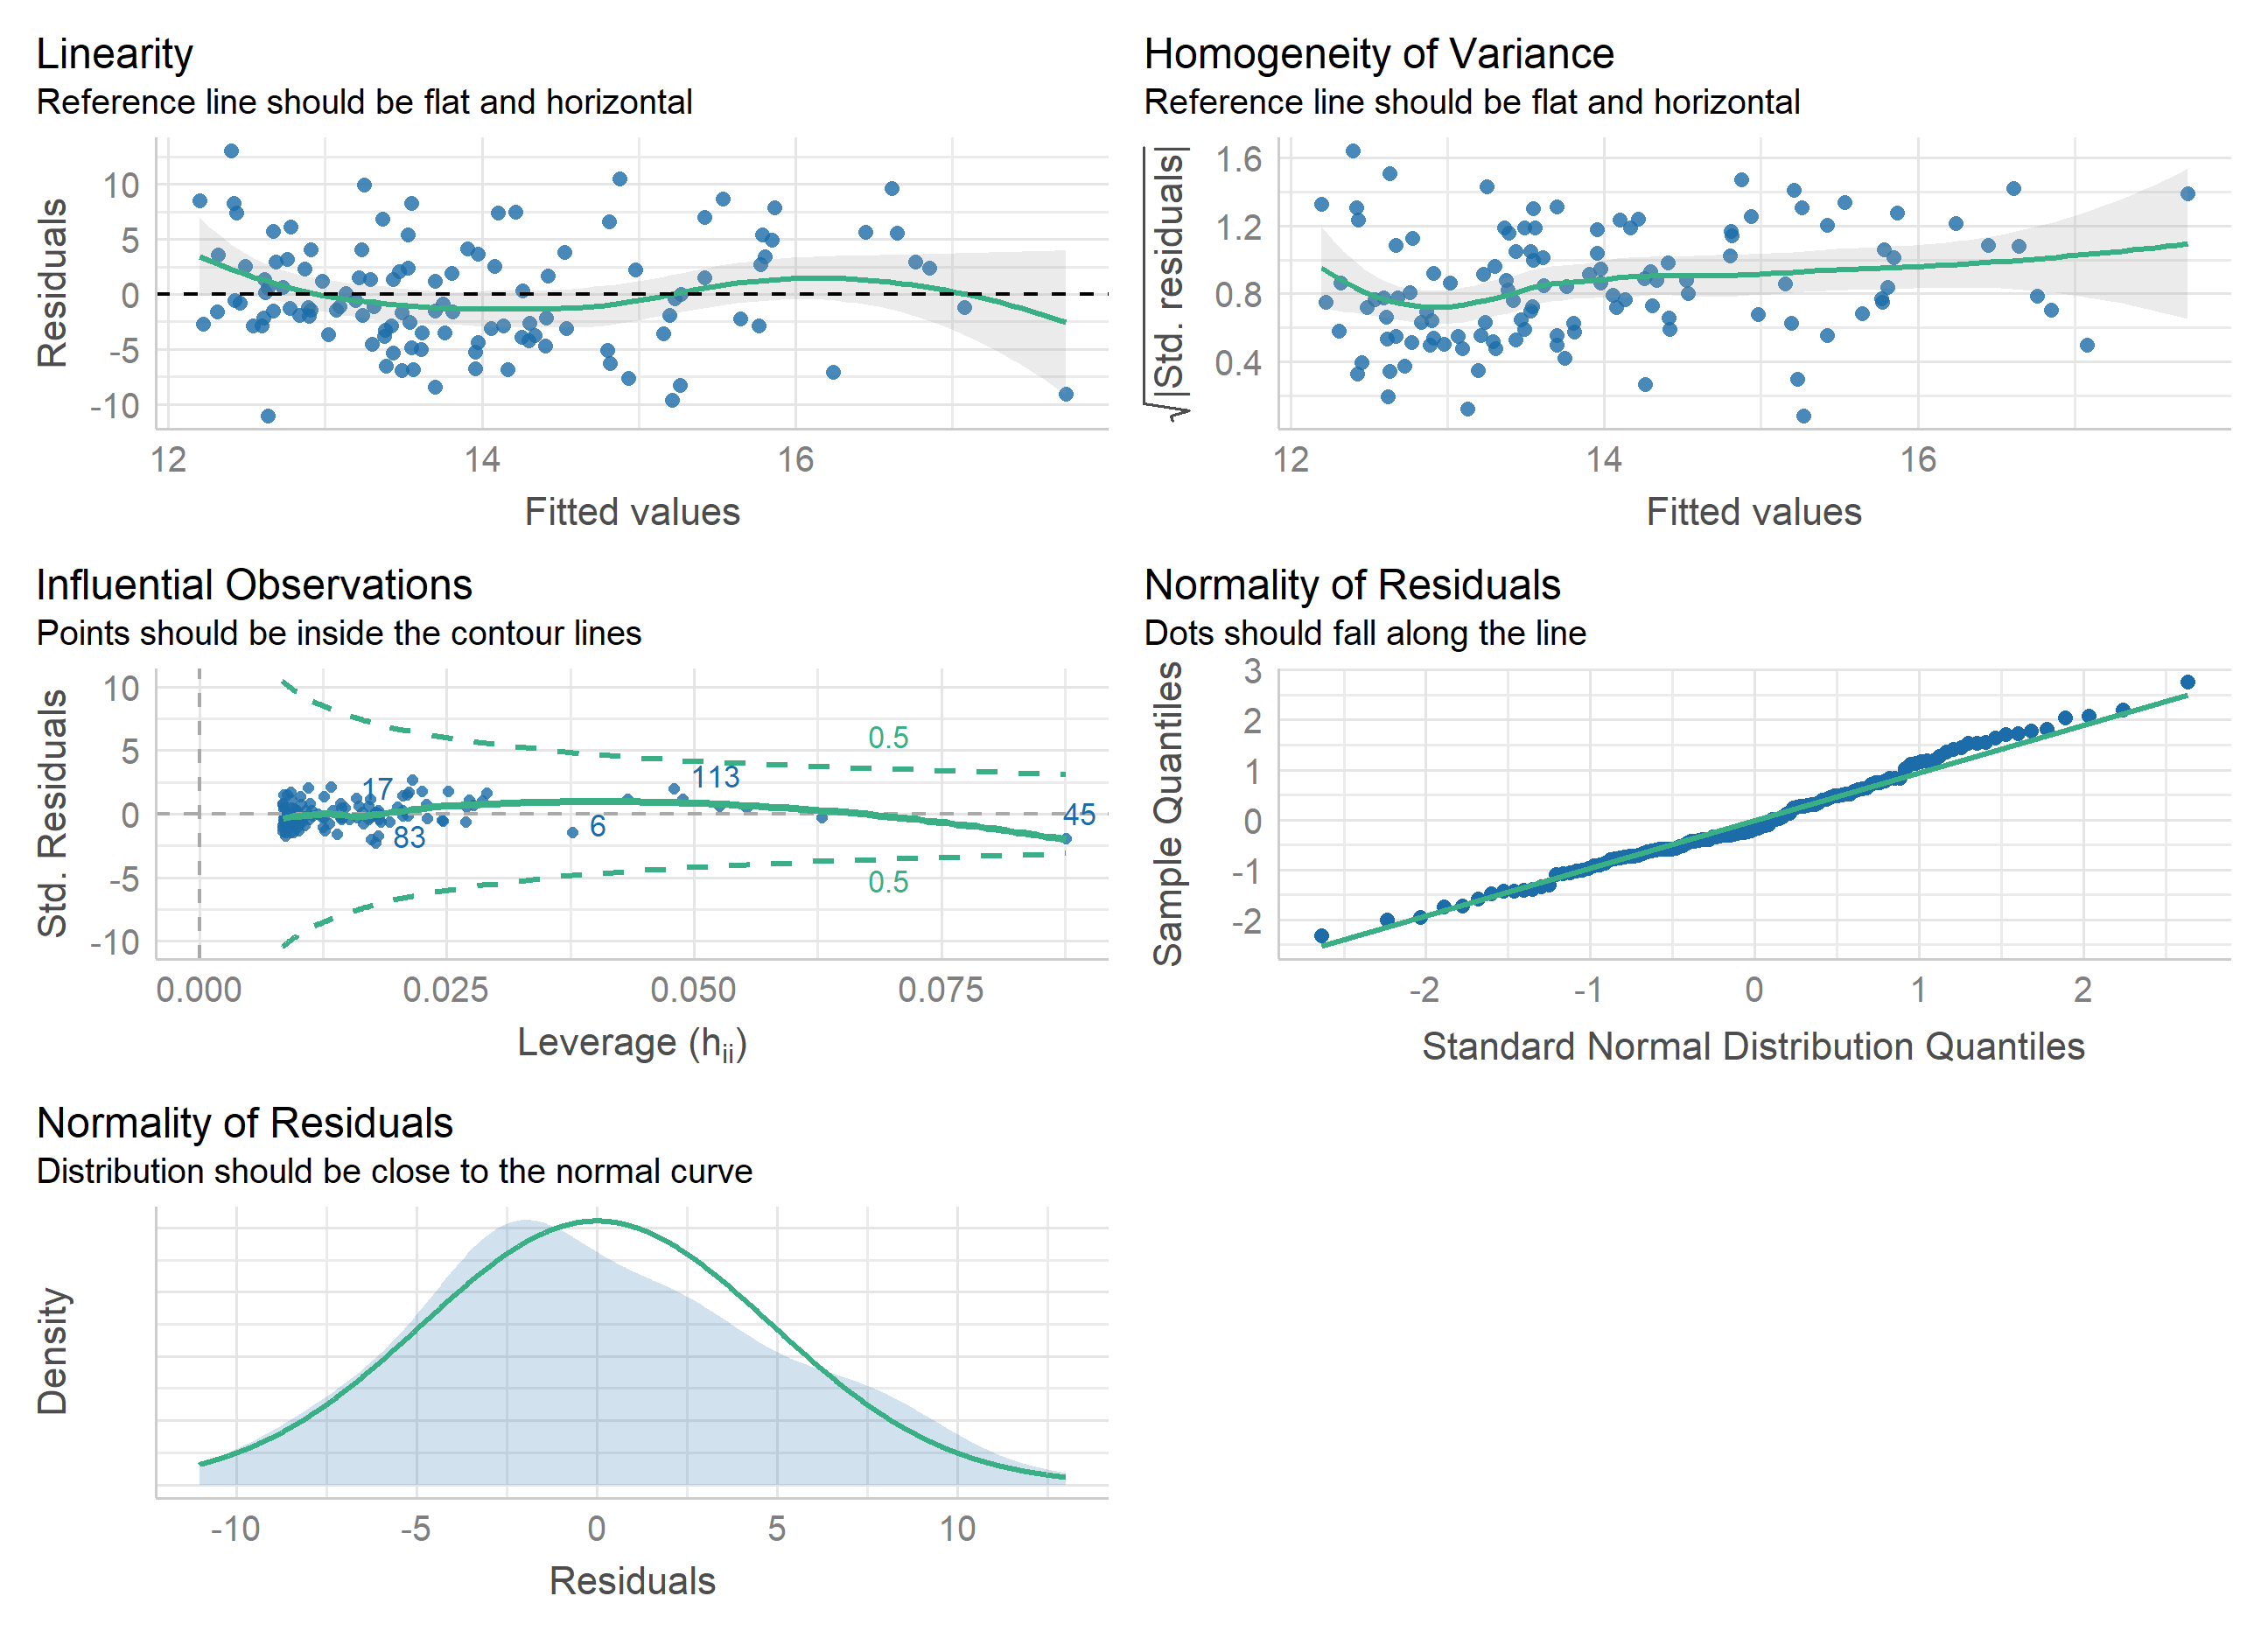 Linearity
Reference line should be flat and horizontal
Residuals
10
5
0
-5
-10
12
14
16
Fitted values
Homogeneity of Variance
Reference line should be flat and horizontal
√|Std. residuals|
1.6
1.2
0.8
0.4
12
14
16
Fitted values
Influential Observations
Points should be inside the contour lines
Std. Residuals
10
5
0
-5
-10
0.5
113
17
45
6
83
0.5
0.000
0.025
0.050
0.075
Leverage (hii)
Normality of Residuals
Dots should fall along the line
Sample Quantiles
3
2
1
0
-1
-2
-2
-1
0
1
2
Standard Normal Distribution Quantiles
Normality of Residuals
Distribution should be close to the normal curve
Density
-10
-5
0
5
10
Residuals